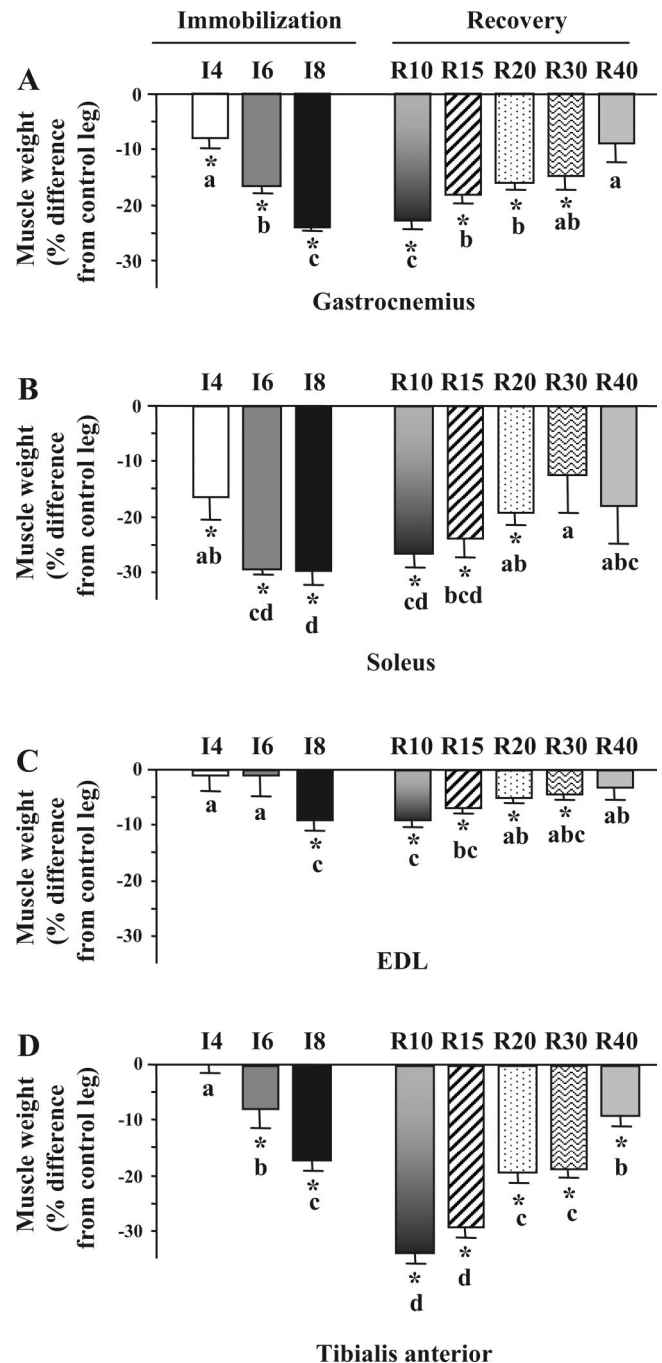 Immobilization Recovery
A I4 I6 I8 R10 R15 R20 R30 R40
Muscle weight
(% difference
from control leg)
0
-10
-20
-30
*
a
*
b
*
c
*
c
*
b
*
b
*
ab
a
Gastrocnemius
B I4 I6 I8 R10 R15 R20 R30 R40
Muscle weight
(% difference
from control leg)
0
-10
-20
-30
*
ab
*
cd
*
d
*
cd
*
bcd
*
ab
a
abc
Soleus
C I4 I6 I8 R10 R15 R20 R30 R40
Muscle weight
(% difference
from control leg)
0
-10
-20
-30
a
a
*
c
*
c
*
bc
*
ab
*
abc
ab
EDL
D I4 I6 I8 R10 R15 R20 R30 R40
Muscle weight
(% difference
from control leg)
0
-10
-20
-30
a
*
b
*
c
*
d
*
d
*
c
*
c
*
b
Tibialis anterior